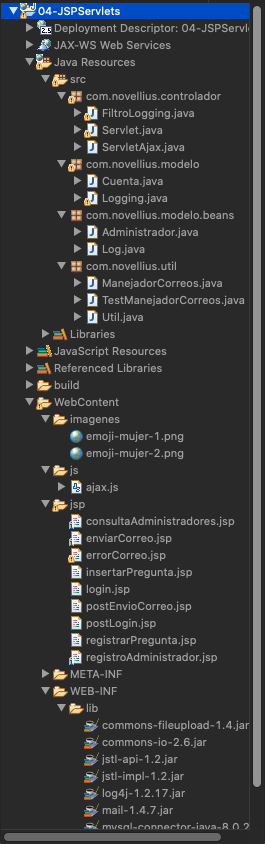 04-JSPServlets
Deployment Descriptor: 04-JSPServl
JAX-WS Web Services
Java Resources
src
com.novellius.controlador
FiltroLogging.java
Servlet.java
ServletAjax.java
com.novellius.modelo
Cuenta.java
Logging.java
com.novellius.modelo.beans
Administrador.java
Log.java
com.novellius.util
ManejadorCorreos.java
TestManejadorCorreos.java
Util.java
Libraries
JavaScript Resources
Referenced Libraries
build
WebContent
imagenes
emoji-mujer-1.png
emoji-mujer-2.png
js
ajax.js
jsp
consultaAdministradores.jsp
enviarCorreo.jsp
errorCorreo.jsp
insertarPregunta.jsp
login.jsp
postEnvioCorreo.jsp
postLogin.jsp
registrarPregunta.jsp
registroAdministrador.jsp
META-INF
WEB-INF
lib
commons-fileupload-1.4.jar
commons-io-2.6.jar
jstl-api-1.2.jar
jstl-impl-1.2.jar
log4j-1.2.17.jar
mail-1.4.7.jar
mysql-connector-java-8.0.2